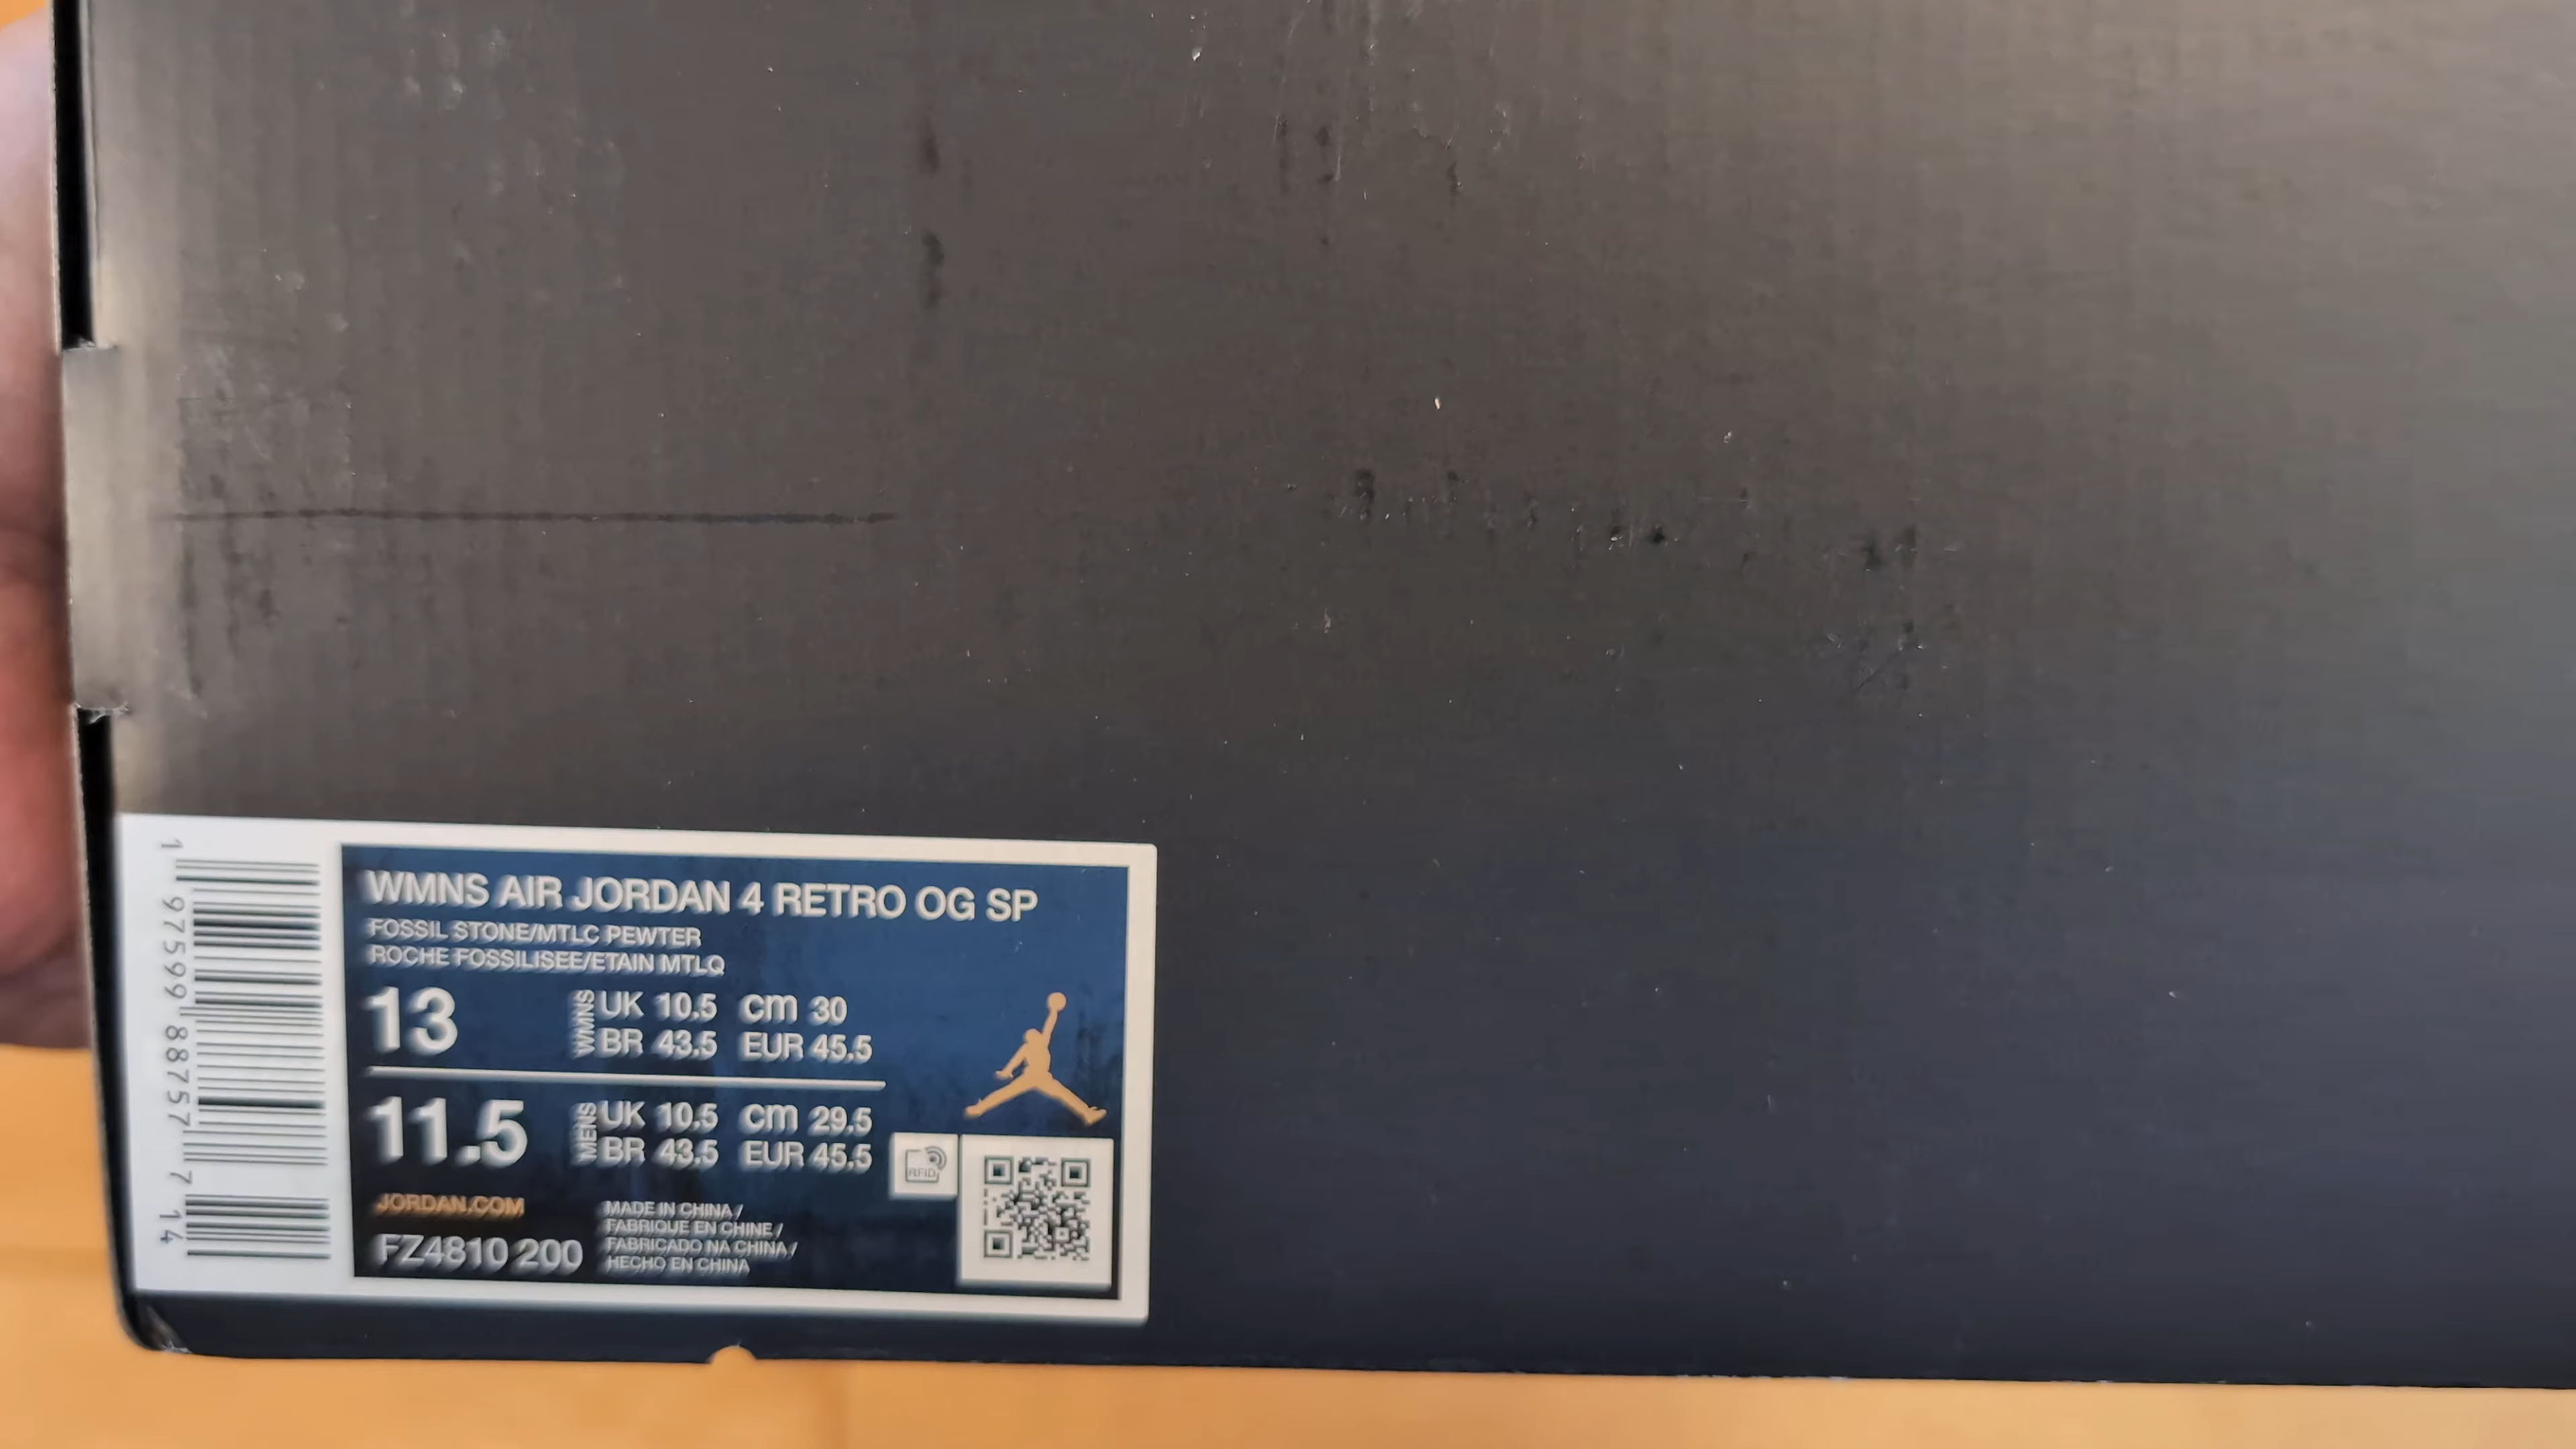 WMNS AIR JORDAN 4 RETRO OG SP
FOSSIL STONE/MTLC PEWTER
ROCHE FOSSILISEE/ETAIN MTLQ
13 WMNS UK 10.5 cm 30
BR 43.5 EUR 45.5
11.5 MENS UK 10.5 cm 29.5
BR 43.5 EUR 45.5
JORDAN.COM
FZ4810 200
MADE IN CHINA /
FABRIQUE EN CHINE /
FABRICADO NA CHINA /
HECHO EN CHINA
RFID
1 97599 88757 7 14